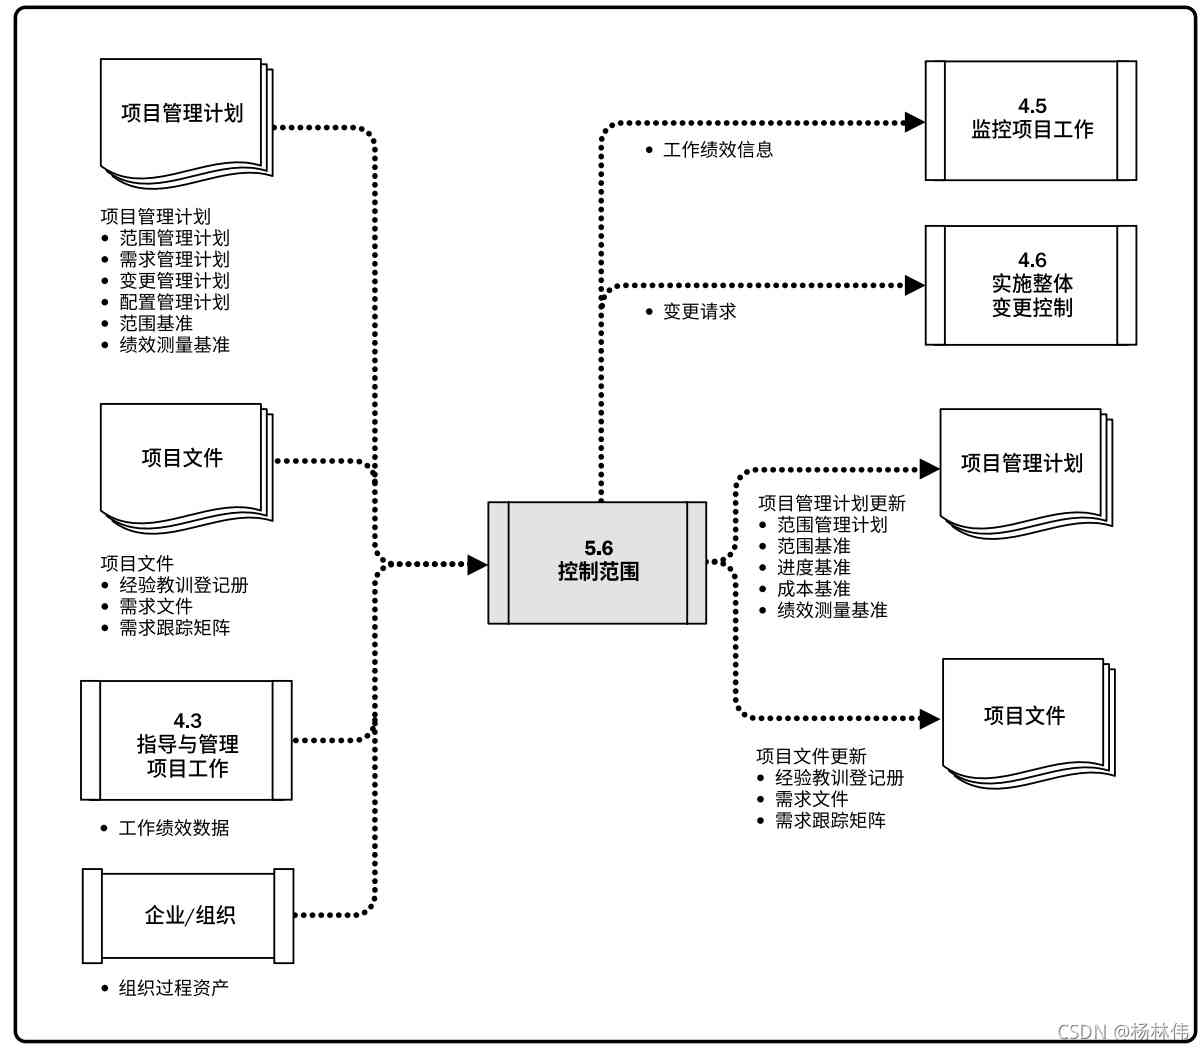 项目管理计划
项目管理计划
• 范围管理计划
• 需求管理计划
• 变更管理计划
• 配置管理计划
• 范围基准
• 绩效测量基准
项目文件
项目文件
• 经验教训登记册
• 需求文件
• 需求跟踪矩阵
4.3
指导与管理
项目工作
• 工作绩效数据
企业/组织
• 组织过程资产
5.6
控制范围
• 工作绩效信息
4.5
监控项目工作
• 变更请求
4.6
实施整体
变更控制
项目管理计划
项目管理计划更新
• 范围管理计划
• 范围基准
• 进度基准
• 成本基准
• 绩效测量基准
项目文件
项目文件更新
• 经验教训登记册
• 需求文件
• 需求跟踪矩阵
CSDN @杨林伟